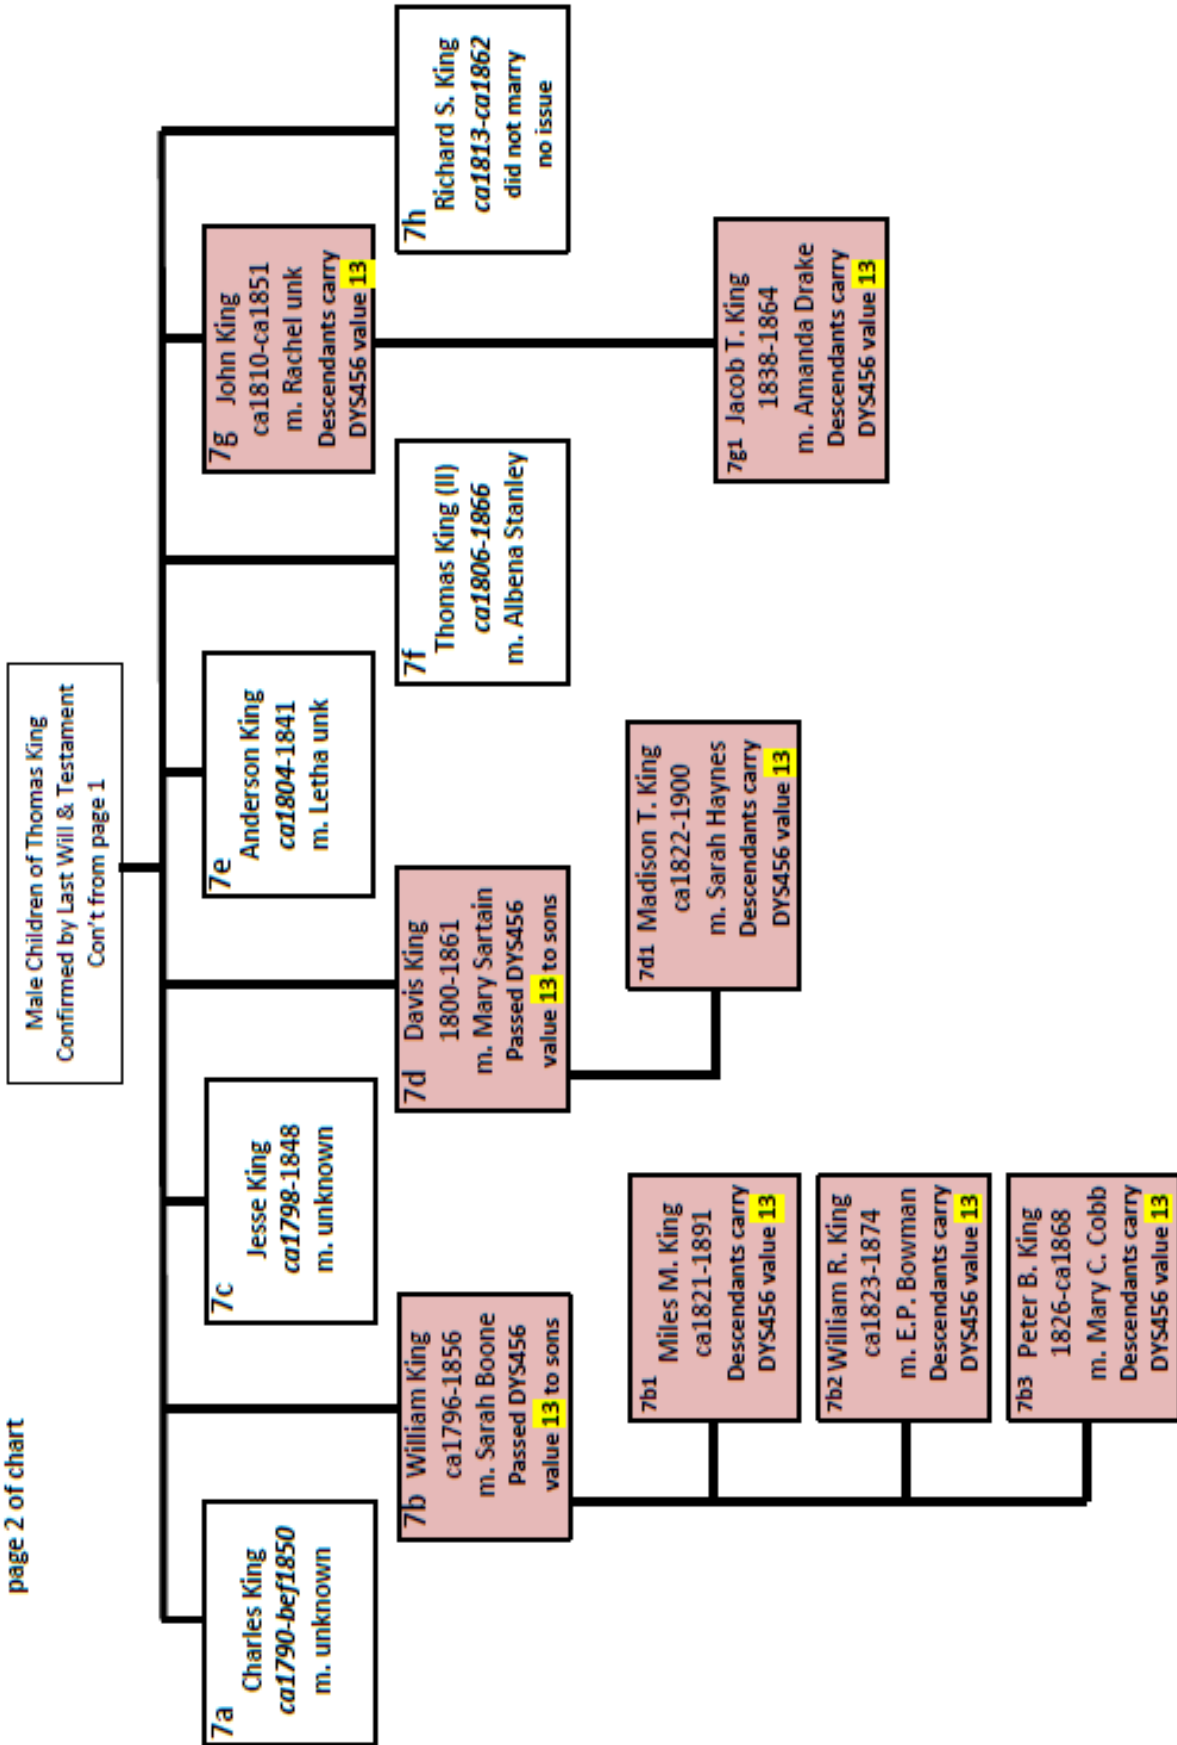 page 2 of chart
Male Children of Thomas King
Confirmed by Last Will & Testament
Con't from page 1
7a
Charles King
ca1790-bef1850
m. unknown
7b William King
ca1796-1856
m. Sarah Boone
Passed DYS456
value 13 to sons
7c
Jesse King
ca1798-1848
m. unknown
7d Davis King
1800-1861
m. Mary Sartain
Passed DYS456
value 13 to sons
7e
Anderson King
ca1804-1841
m. Letha unk
7f
Thomas King (II)
ca1806-1866
m. Albena Stanley
7g John King
ca1810-ca1851
m. Rachel unk
Descendants carry
DYS456 value 13
7h
Richard S. King
ca1813-ca1862
did not marry
no issue
7b1
Miles M. King
ca1821-1891
Descendants carry
DYS456 value 13
7b2 William R. King
ca1823-1874
m. E.P. Bowman
Descendants carry
DYS456 value 13
7b3 Peter B. King
1826-ca1868
m. Mary C. Cobb
Descendants carry
DYS456 value 13
7d1 Madison T. King
ca1822-1900
m. Sarah Haynes
Descendants carry
DYS456 value 13
7g1 Jacob T. King
1838-1864
m. Amanda Drake
Descendants carry
DYS456 value 13